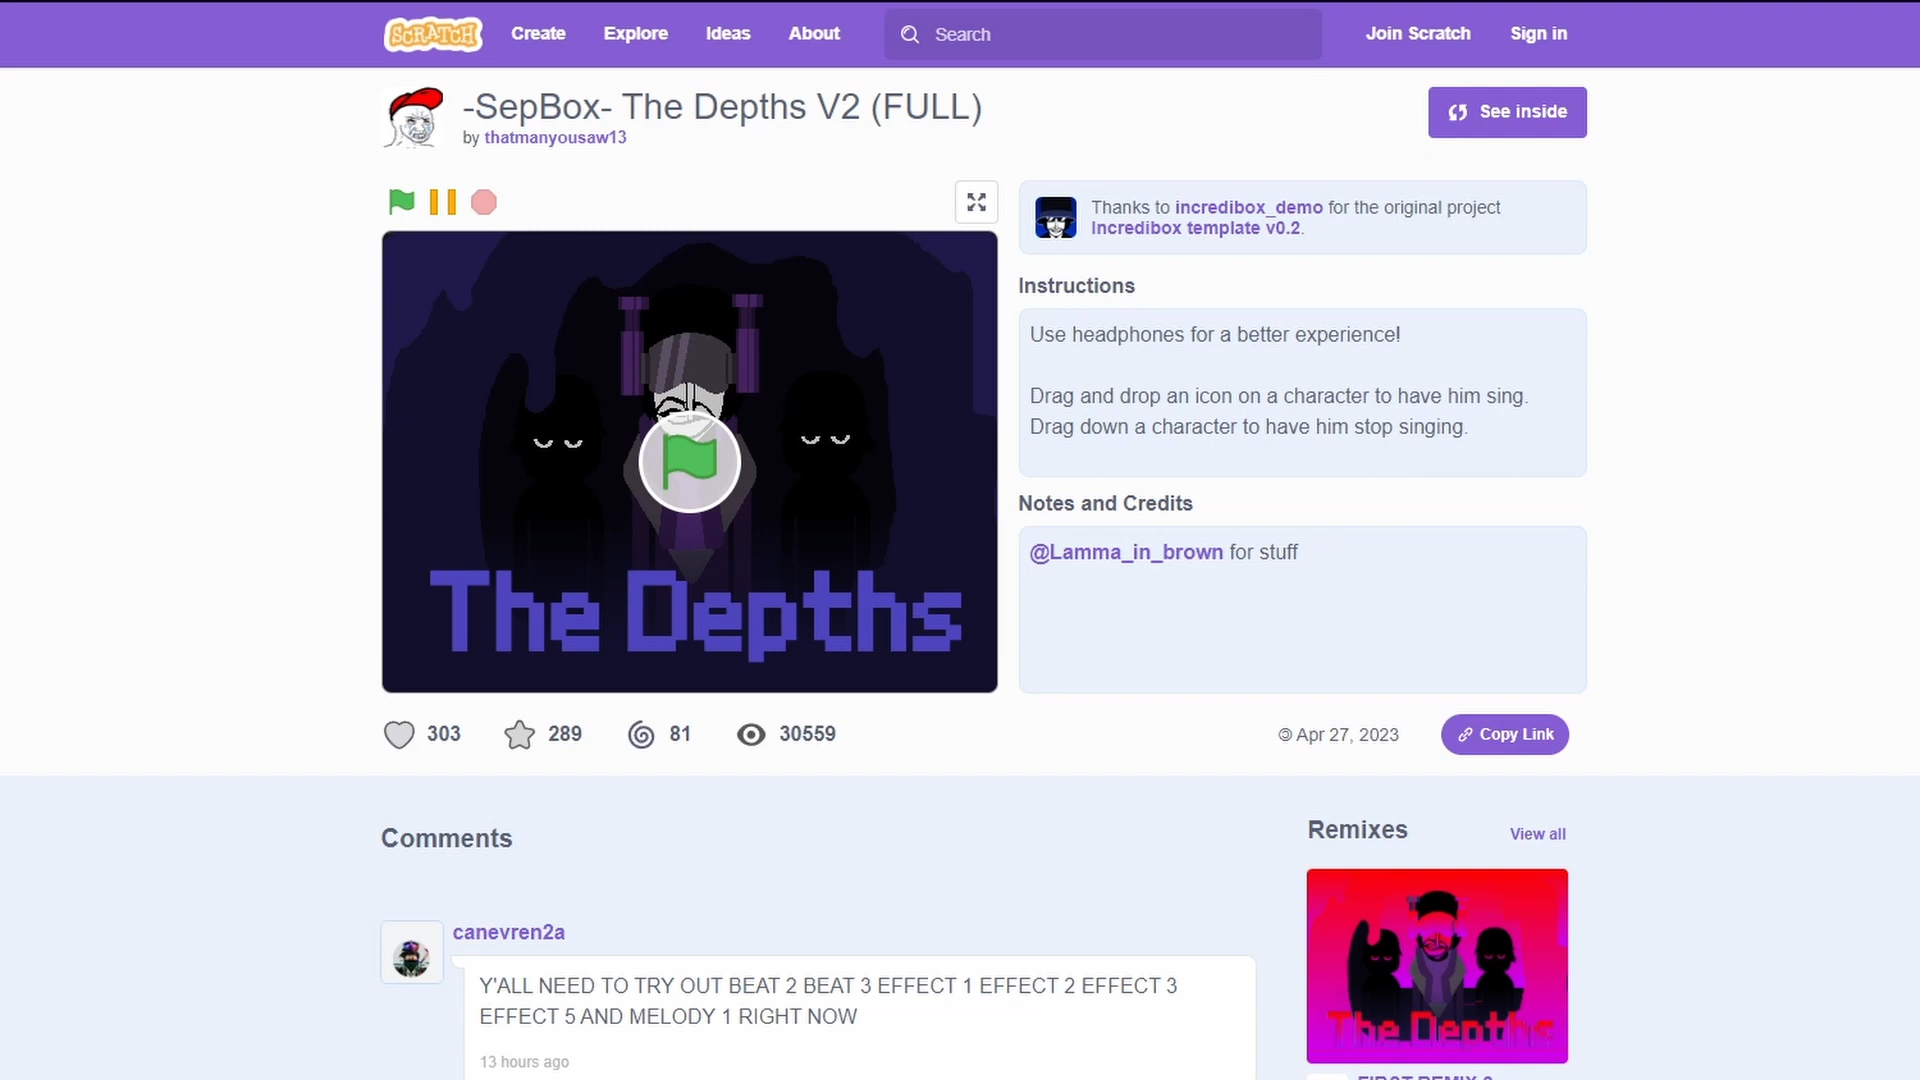 SCRATCH
Create
Explore
Ideas
About
Search
Join Scratch
Sign in
-SepBox- The Depths V2 (FULL)
by thatmanyousaw13
See inside
Thanks to incredibox_demo for the original project
Incredibox template v0.2.
Instructions
Use headphones for a better experience!
Drag and drop an icon on a character to have him sing.
Drag down a character to have him stop singing.
The Depths
Notes and Credits
@Lamma_in_brown for stuff
303
289
81
30559
© Apr 27, 2023
Copy Link
Comments
canevren2a
Y'ALL NEED TO TRY OUT BEAT 2 BEAT 3 EFFECT 1 EFFECT 2 EFFECT 3
EFFECT 5 AND MELODY 1 RIGHT NOW
13 hours ago
Remixes
View all
The Depths